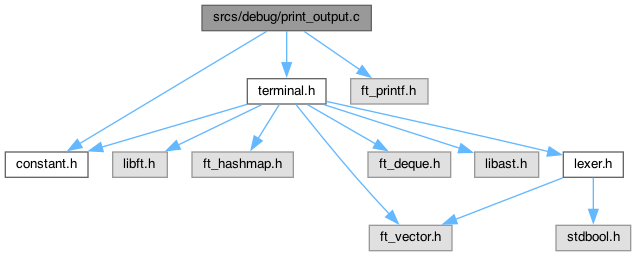 srcs/debug/print_output.c
terminal.h
ft_printf.h
constant.h
libft.h
ft_hashmap.h
ft_deque.h
libast.h
lexer.h
ft_vector.h
stdbool.h